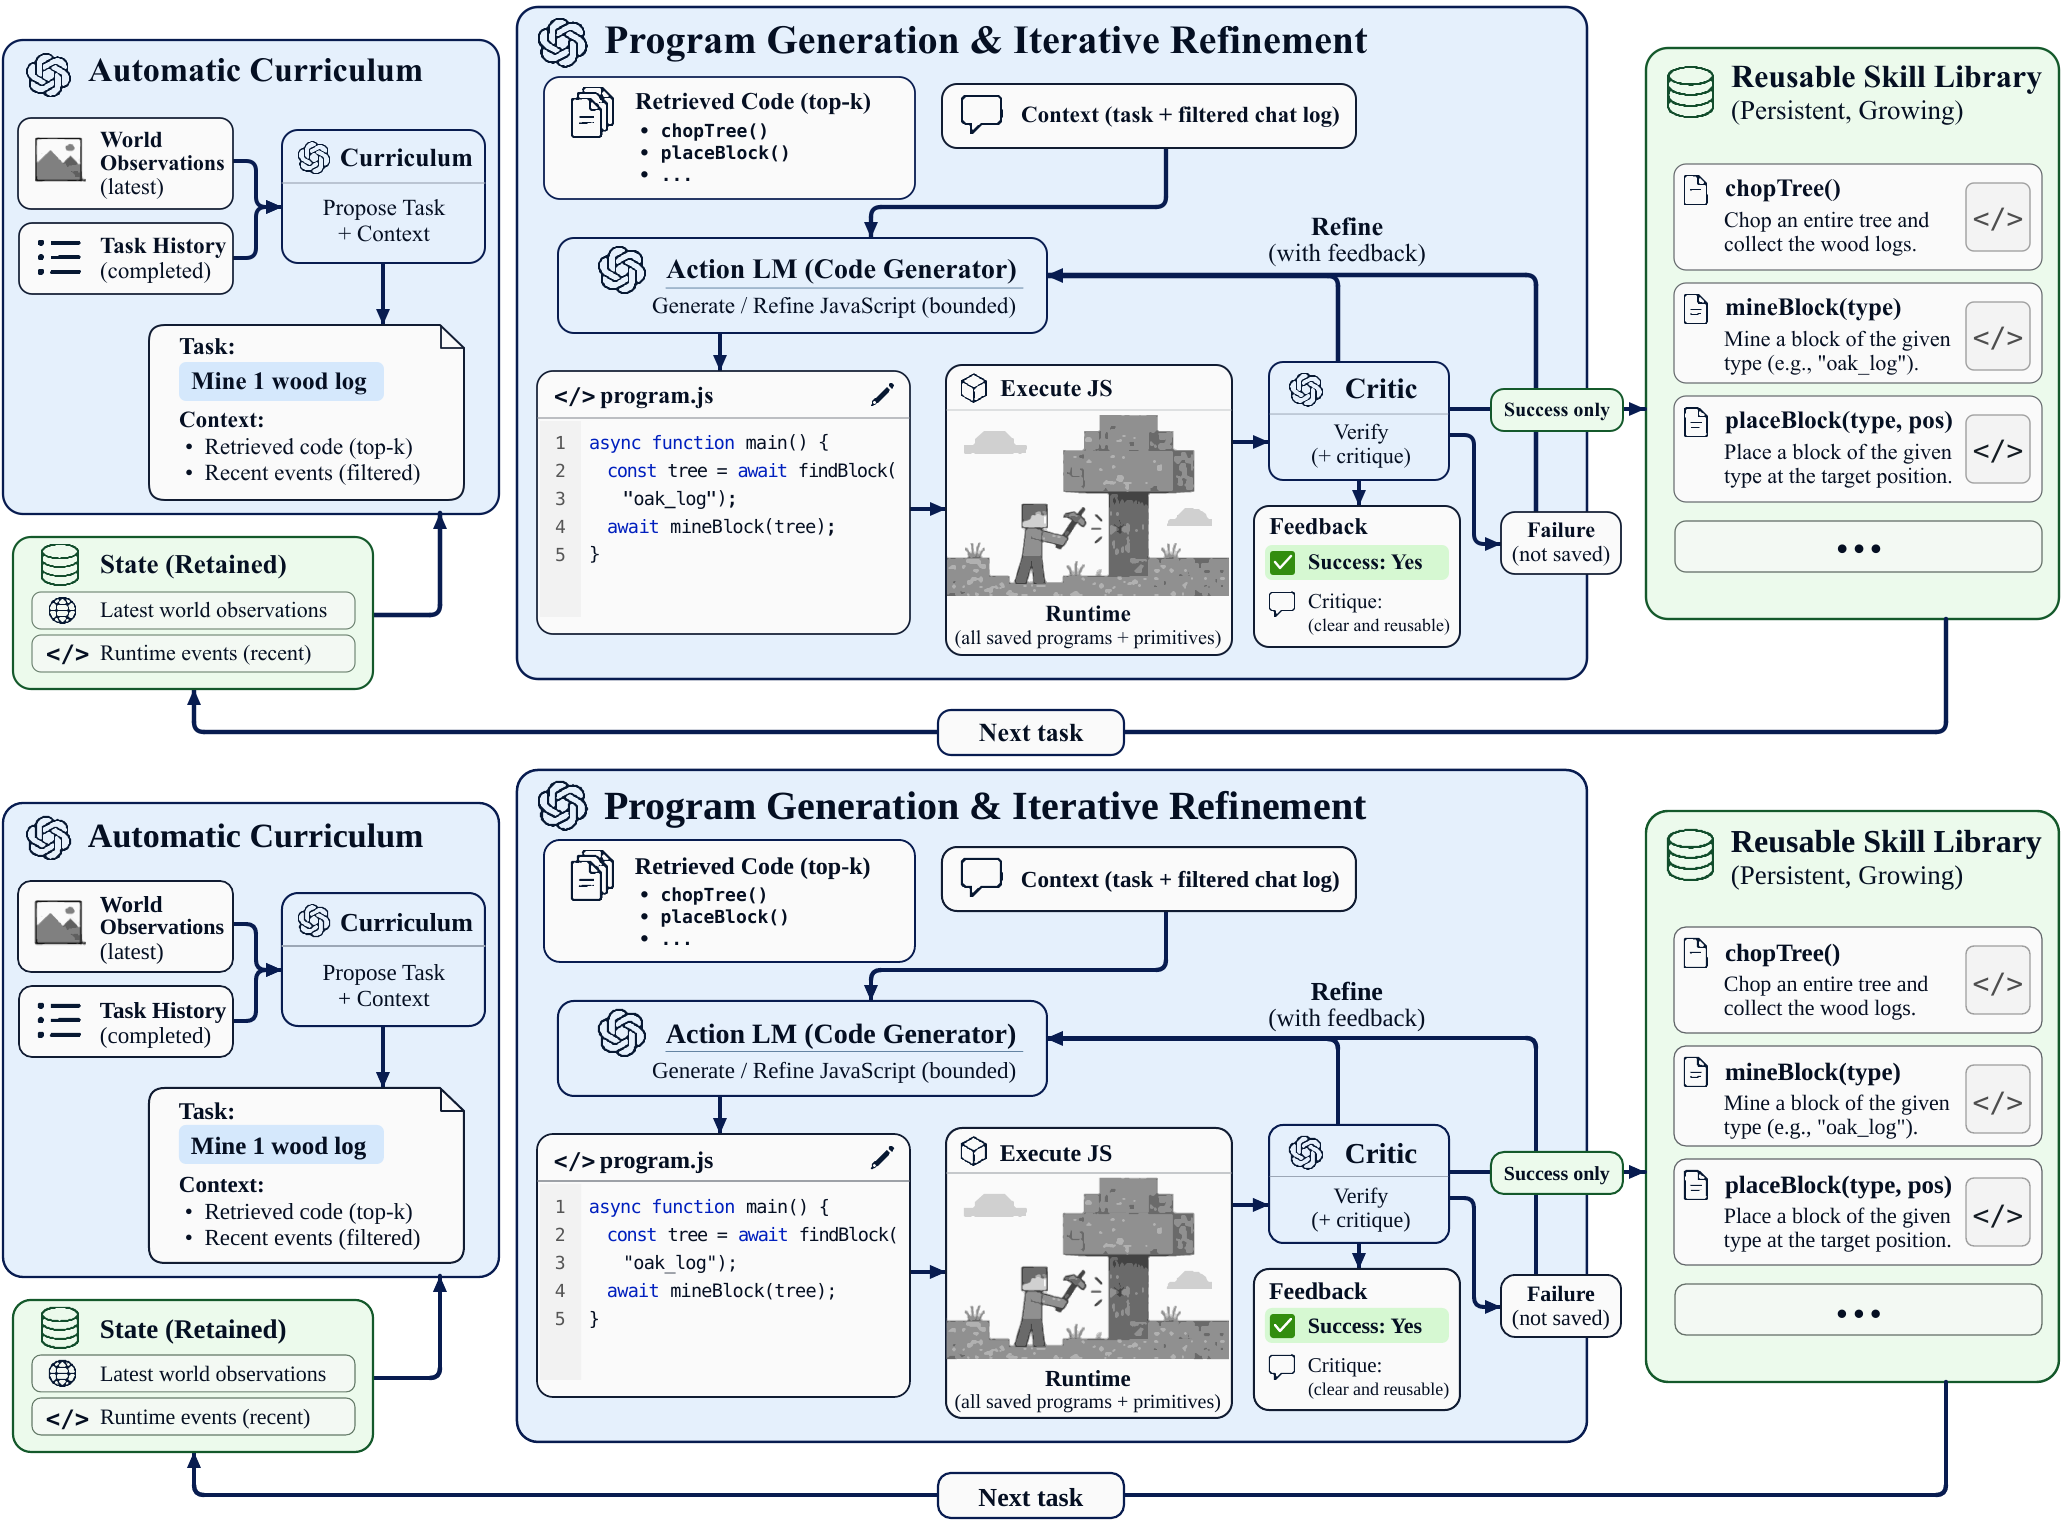 Automatic Curriculum
World
Observations
(latest)
Task History
(completed)
Curriculum
Propose Task
+ Context
Task:
Mine 1 wood log
Context:
• Retrieved code (top-k)
• Recent events (filtered)
State (Retained)
Latest world observations
</> Runtime events (recent)
Program Generation & Iterative Refinement
Retrieved Code (top-k)
• chopTree()
• placeBlock()
• ...
Context (task + filtered chat log)
Action LM (Code Generator)
Generate / Refine JavaScript (bounded)
Refine
(with feedback)
</> program.js
1 async function main() {
2 const tree = await findBlock(
3 "oak_log");
4 await mineBlock(tree);
5 }
Execute JS
Runtime
(all saved programs + primitives)
Critic
Verify
(+ critique)
Feedback
Success: Yes
Critique:
(clear and reusable)
Success only
Failure
(not saved)
Reusable Skill Library
(Persistent, Growing)
chopTree()
Chop an entire tree and
collect the wood logs.
</>
mineBlock(type)
Mine a block of the given
type (e.g., "oak_log").
</>
placeBlock(type, pos)
Place a block of the given
type at the target position.
</>
•••
Next task
Automatic Curriculum
World
Observations
(latest)
Task History
(completed)
Curriculum
Propose Task
+ Context
Task:
Mine 1 wood log
Context:
• Retrieved code (top-k)
• Recent events (filtered)
State (Retained)
Latest world observations
</> Runtime events (recent)
Program Generation & Iterative Refinement
Retrieved Code (top-k)
• chopTree()
• placeBlock()
• ...
Context (task + filtered chat log)
Action LM (Code Generator)
Generate / Refine JavaScript (bounded)
Refine
(with feedback)
</> program.js
1 async function main() {
2 const tree = await findBlock(
3 "oak_log");
4 await mineBlock(tree);
5 }
Execute JS
Runtime
(all saved programs + primitives)
Critic
Verify
(+ critique)
Feedback
Success: Yes
Critique:
(clear and reusable)
Success only
Failure
(not saved)
Reusable Skill Library
(Persistent, Growing)
chopTree()
Chop an entire tree and
collect the wood logs.
</>
mineBlock(type)
Mine a block of the given
type (e.g., "oak_log").
</>
placeBlock(type, pos)
Place a block of the given
type at the target position.
</>
•••
Next task